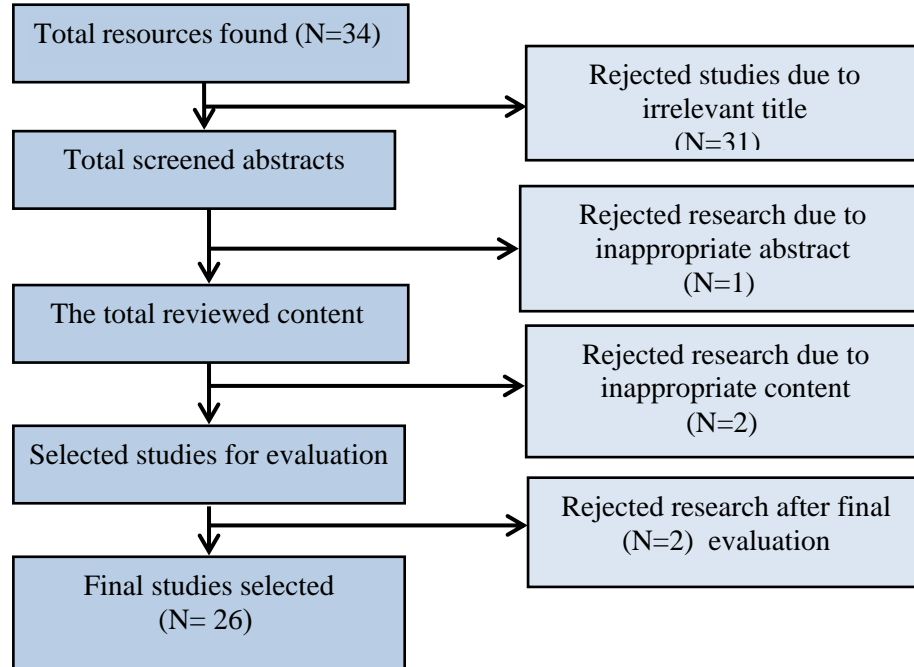 Total resources found (N=34)
Rejected studies due to
irrelevant title
(N=31)
Total screened abstracts
Rejected research due to
inappropriate abstract
(N=1)
The total reviewed content
Rejected research due to
inappropriate content
(N=2)
Selected studies for evaluation
Rejected research after final
(N=2) evaluation
Final studies selected
(N= 26)